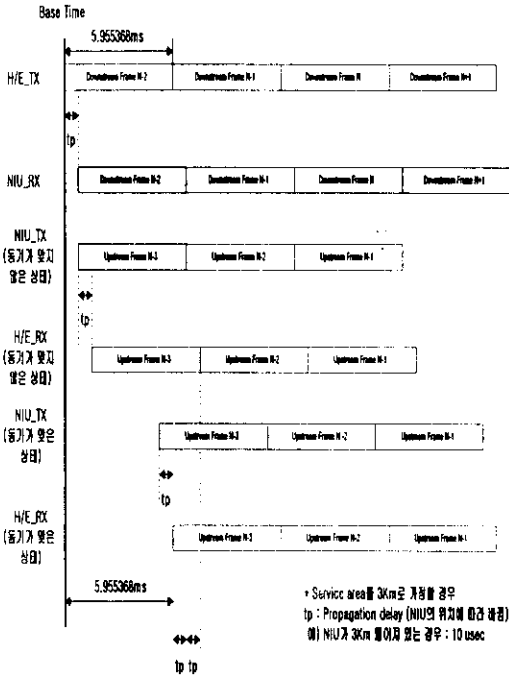 Base Time
5.955368ms
H/E_TX
Downstream Frame N-2
Downstream Frame N-1
Downstream Frame N
Downstream Frame N+1
tp
NIU_RX
Downstream Frame N-2
Downstream Frame N-1
Downstream Frame N
Downstream Frame N+1
NIU_TX
(동기가 맞지
않은 상태)
Upstream Frame N-3
Upstream Frame N-2
Upstream Frame N-1
tp
H/E_RX
(동기가 맞지
않은 상태)
Upstream Frame N-3
Upstream Frame N-2
Upstream Frame N-1
NIU_TX
(동기가 맞은
상태)
Upstream Frame N-3
Upstream Frame N-2
Upstream Frame N-1
tp
H/E_RX
(동기가 맞은
상태)
Upstream Frame N-3
Upstream Frame N-2
Upstream Frame N-1
5.955368ms
* Service area를 3Km로 가정할 경우
tp : Propagation delay (NIU의 위치에 따라 바뀜)
예) NIU가 3Km 떨어져 있는 경우 : 10 usec
tp tp